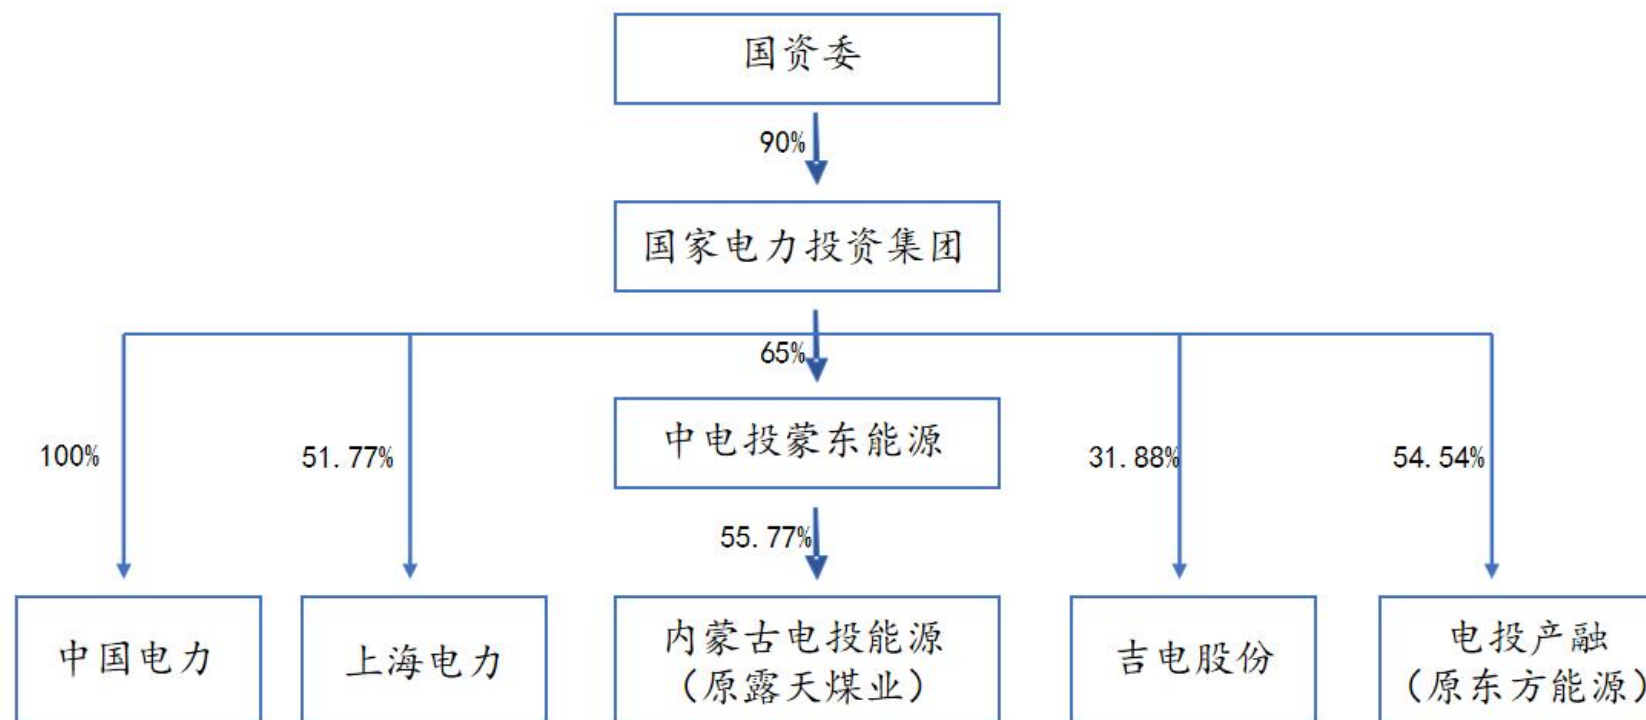 国资委
90%
国家电力投资集团
65%
中电投蒙东能源
100%
51.77%
31.88%
54.54%
55.77%
中国电力
上海电力
内蒙古电投能源
（原露天煤业）
吉电股份
电投产融
（原东方能源）